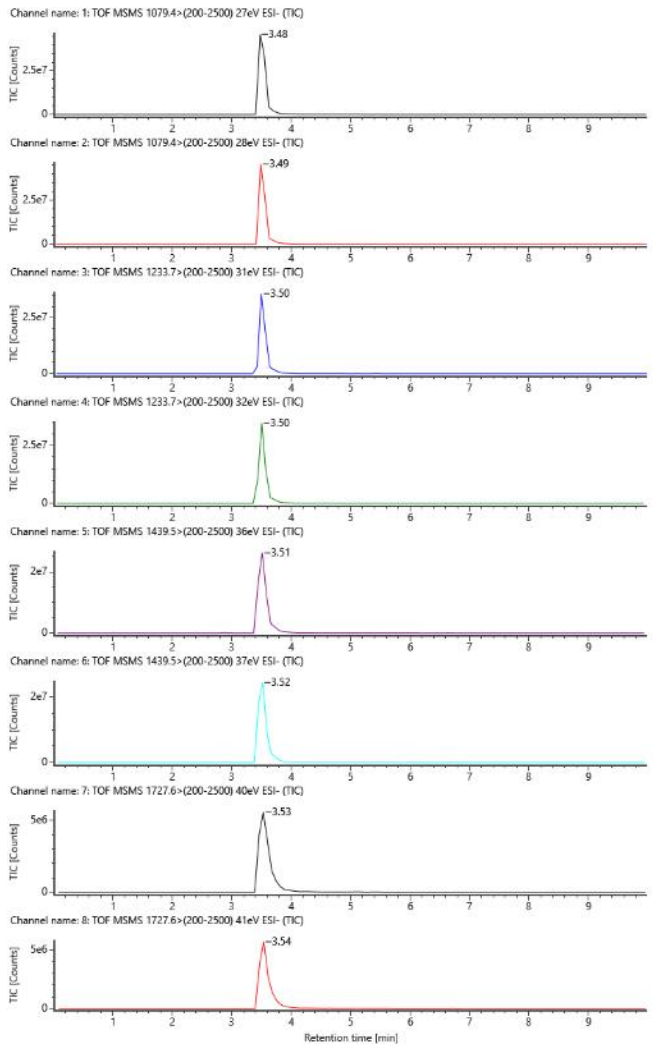 Channel name: 1: TOF MSMS 1079.4>(200-2500) 27eV ESI- (TIC)
TIC [Counts]
2.5e7
0
3.48
1 2 3 4 5 6 7 8 9
Channel name: 2: TOF MSMS 1079.4>(200-2500) 28eV ESI- (TIC)
TIC [Counts]
2.5e7
0
3.49
1 2 3 4 5 6 7 8 9
Channel name: 3: TOF MSMS 1233.7>(200-2500) 31eV ESI- (TIC)
TIC [Counts]
2.5e7
0
3.50
1 2 3 4 5 6 7 8 9
Channel name: 4: TOF MSMS 1233.7>(200-2500) 32eV ESI- (TIC)
TIC [Counts]
2.5e7
0
3.50
1 2 3 4 5 6 7 8 9
Channel name: 5: TOF MSMS 1439.5>(200-2500) 36eV ESI- (TIC)
TIC [Counts]
2e7
0
3.51
1 2 3 4 5 6 7 8 9
Channel name: 6: TOF MSMS 1439.5>(200-2500) 37eV ESI- (TIC)
TIC [Counts]
2e7
0
3.52
1 2 3 4 5 6 7 8 9
Channel name: 7: TOF MSMS 1727.6>(200-2500) 40eV ESI- (TIC)
TIC [Counts]
5e6
0
3.53
1 2 3 4 5 6 7 8 9
Channel name: 8: TOF MSMS 1727.6>(200-2500) 41eV ESI- (TIC)
TIC [Counts]
5e6
0
3.54
1 2 3 4 5 6 7 8 9
Retention time [min]